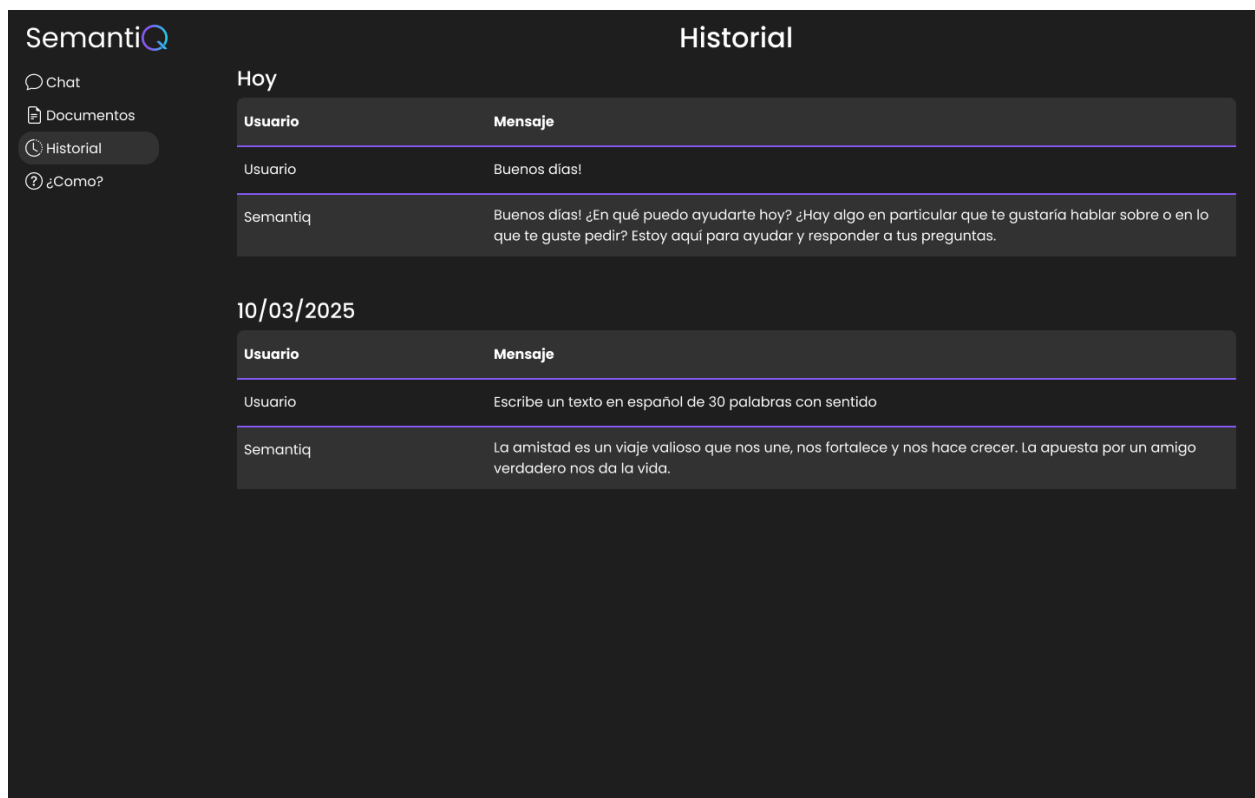 SemantiQ
Historial
Chat
Documentos
Historial
¿Como?
Hoy
Usuario Mensaje
Usuario Buenos días!
Semantiq Buenos días! ¿En qué puedo ayudarte hoy? ¿Hay algo en particular que te gustaría hablar sobre o en lo
que te guste pedir? Estoy aquí para ayudar y responder a tus preguntas.
10/03/2025
Usuario Mensaje
Usuario Escribe un texto en español de 30 palabras con sentido
Semantiq La amistad es un viaje valioso que nos une, nos fortalece y nos hace crecer. La apuesta por un amigo
verdadero nos da la vida.